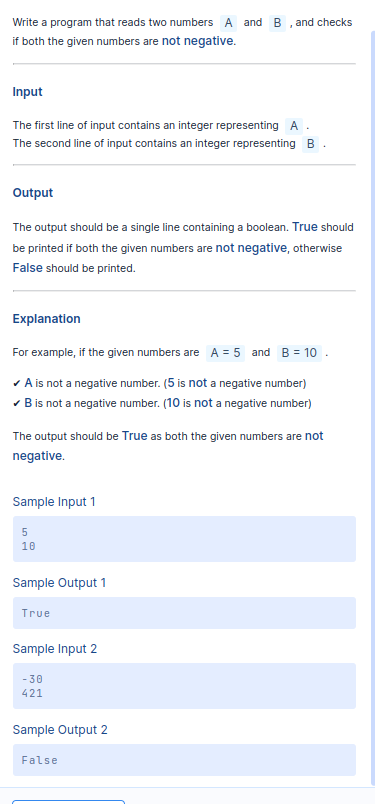 Write a program that reads two numbers A and B , and checks
if both the given numbers are not negative.
Input
The first line of input contains an integer representing A .
The second line of input contains an integer representing B .
Output
The output should be a single line containing a boolean. True should
be printed if both the given numbers are not negative, otherwise
False should be printed.
Explanation
For example, if the given numbers are A = 5 and B = 10 .
✔ A is not a negative number. (5 is not a negative number)
✔ B is not a negative number. (10 is not a negative number)
The output should be True as both the given numbers are not
negative.
Sample Input 1
5
10
Sample Output 1
True
Sample Input 2
-30
421
Sample Output 2
False